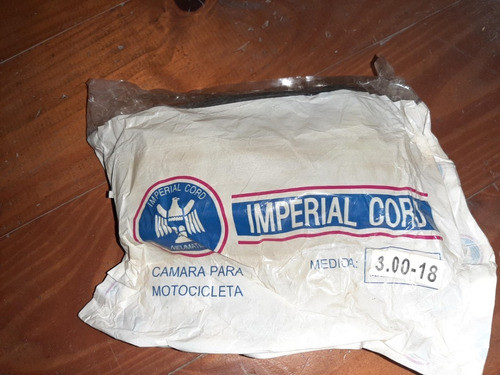 IMPERIAL CORD
IMPERIAL CORD
CAMARA PARA
MOTOCICLETA
MEDIDA: 3.00-18